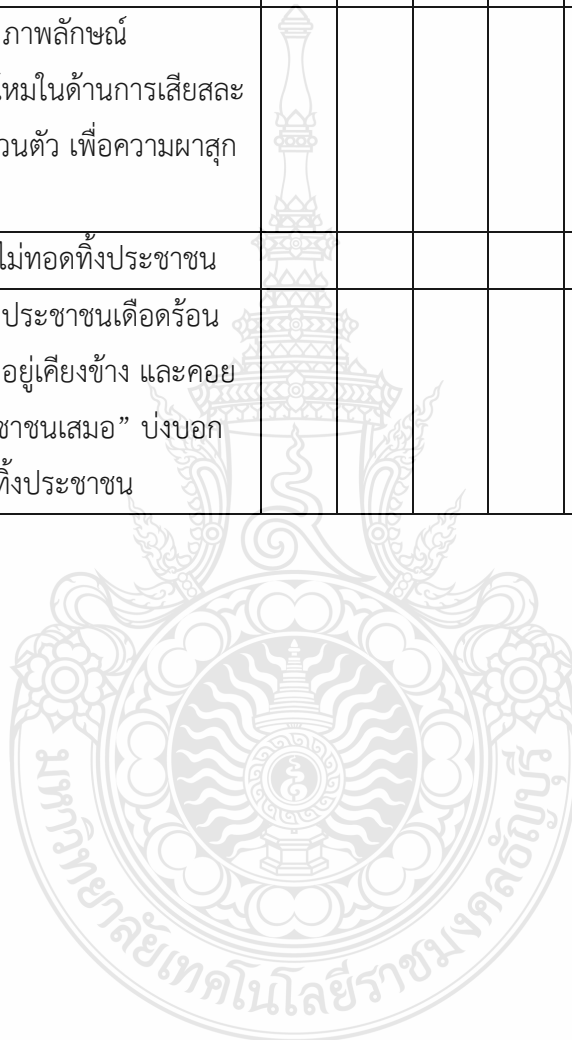 ภาพลักษณ์
ไหมในด้านการเสียสละ
วนตัว เพื่อความผาสุก
ไม่ทอดทิ้งประชาชน
ประชาชนเดือดร้อน
อยู่เคียงข้าง และคอย
ชาชนเสมอ” บ่งบอก
ทิ้งประชาชน
มหาวิทยาลัยเทคโนโลยีราชมงคลธัญบุรี